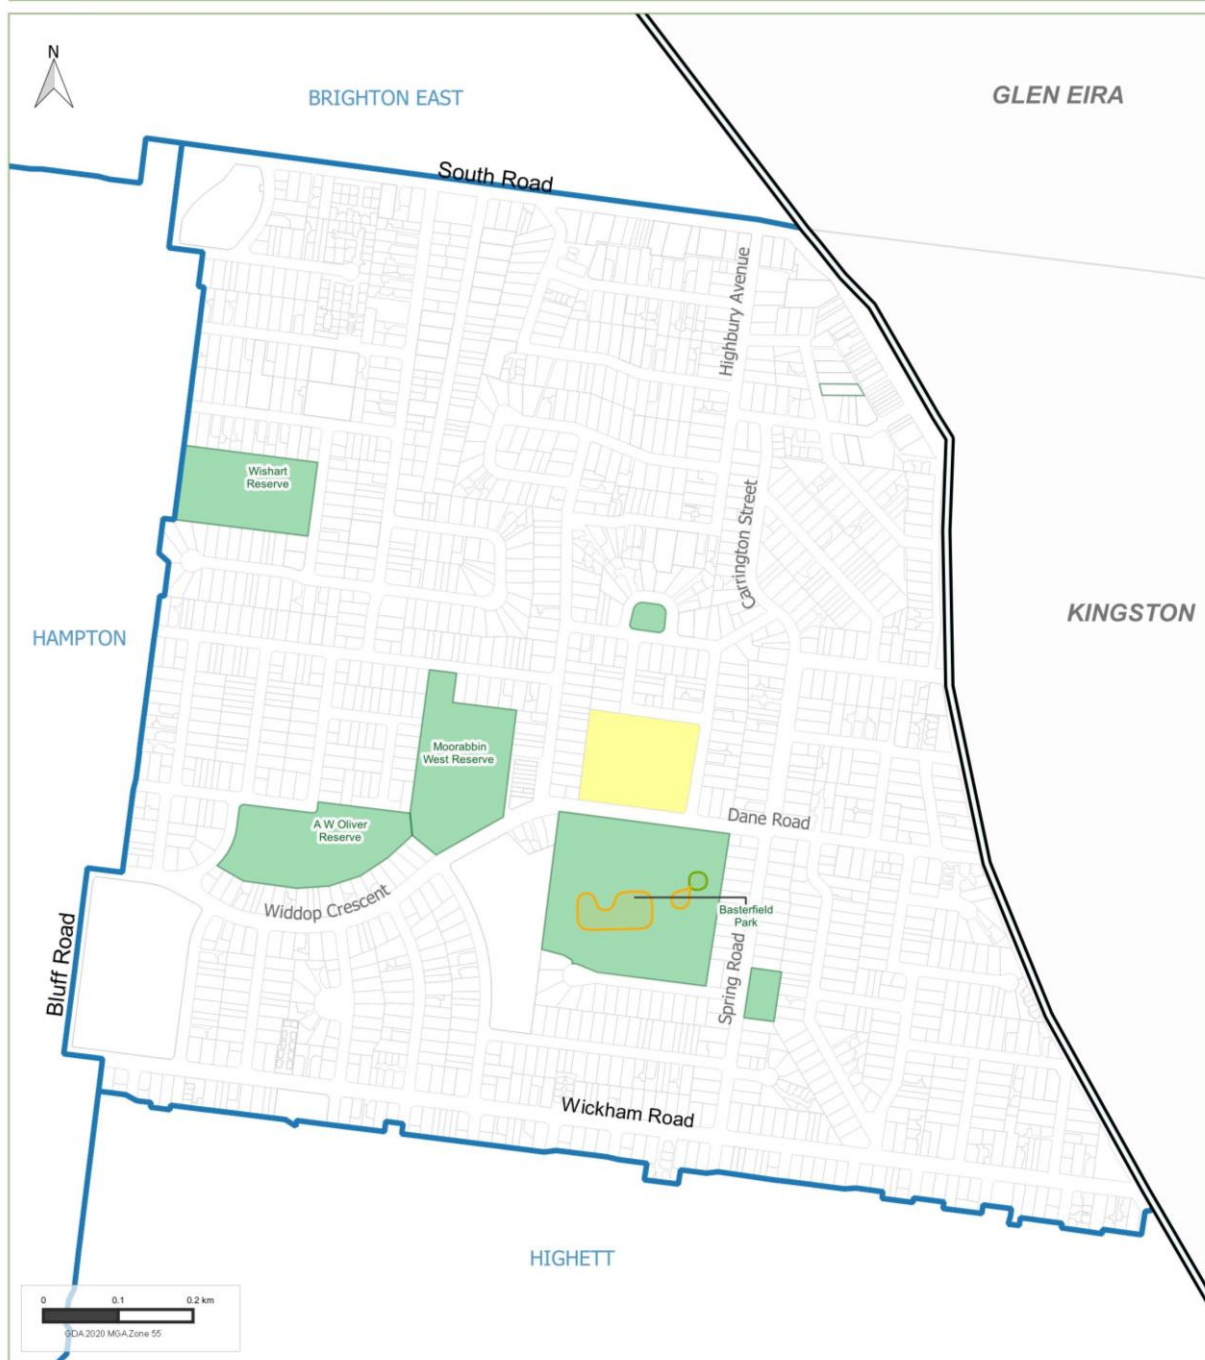 N
BRIGHTON EAST
GLEN EIRA
South Road
Highbury Avenue
Wishart
Reserve
Carrington Street
HAMPTON
KINGSTON
Moorabbin
West Reserve
A W Oliver
Reserve
Dane Road
Widdop Crescent
Basterfield
Park
Bluff Road
Spring Road
Wickham Road
HIGHETT
0 0.1 0.2 km
GDA2020 MGA Zone 55